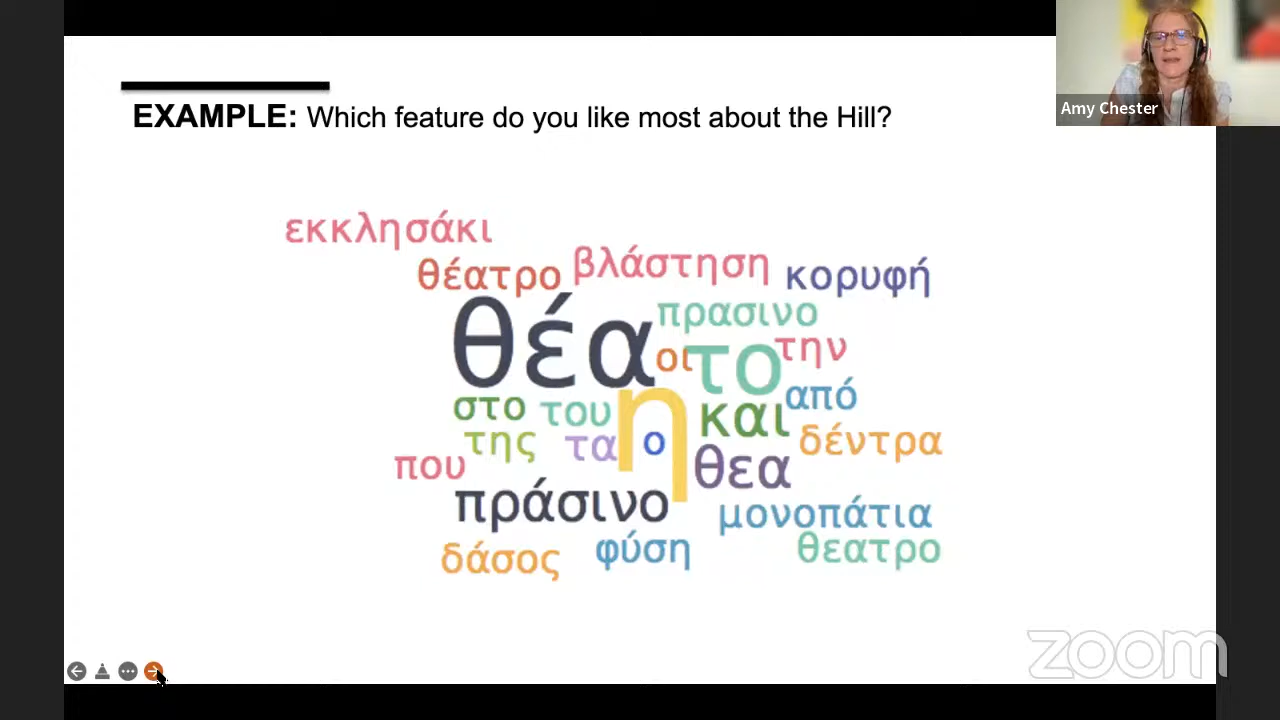 Amy Chester
EXAMPLE: Which feature do you like most about the Hill?
εκκλησάκι
θέατρο βλάστηση κορυφή
πρασινο
θέα οι το την
από
στο του η και
της τα ο δέντρα
που θεα
πράσινο μονοπάτια
δάσος φύση θεατρο
zoom